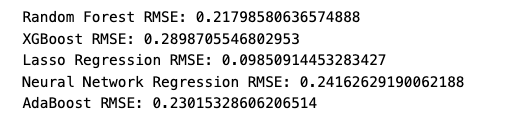 Random Forest RMSE: 0.21798580636574888
XGBoost RMSE: 0.2898705546802953
Lasso Regression RMSE: 0.09850914453283427
Neural Network Regression RMSE: 0.24162629190062188
AdaBoost RMSE: 0.23015328606206514